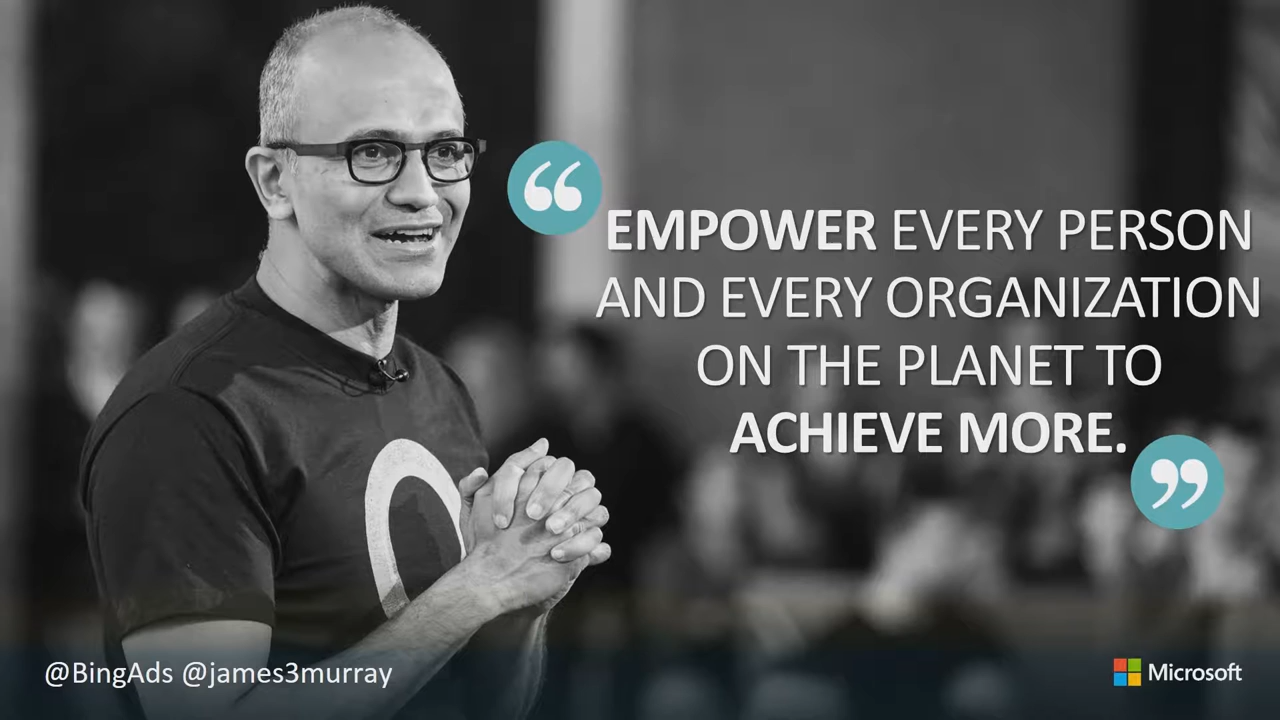 “
EMPOWER EVERY PERSON
AND EVERY ORGANIZATION
ON THE PLANET TO
ACHIEVE MORE.
”
@BingAds @james3murray
Microsoft